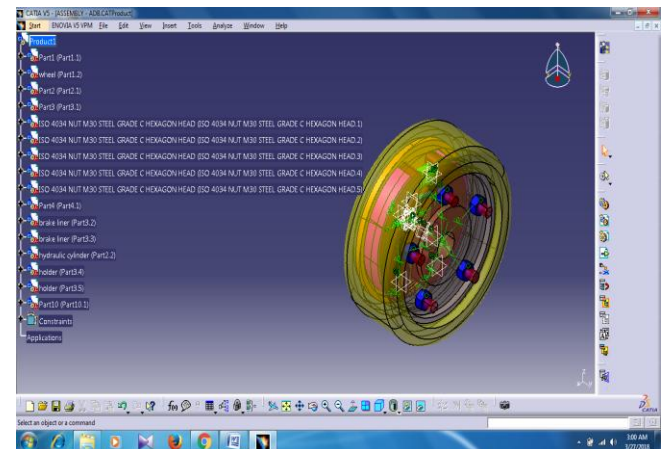 CATIA V5 - [ASSEMBLY - ADB.CATProduct]
Start ENOVIA V5 VPM File Edit View Insert Tools Analyze Window Help
Product1
Part1 (Part1.1)
wheel (Part1.2)
Part2 (Part2.1)
Part3 (Part3.1)
ISO 4034 NUT M30 STEEL GRADE C HEXAGON HEAD (ISO 4034 NUT M30 STEEL GRADE C HEXAGON HEAD.1)
ISO 4034 NUT M30 STEEL GRADE C HEXAGON HEAD (ISO 4034 NUT M30 STEEL GRADE C HEXAGON HEAD.2)
ISO 4034 NUT M30 STEEL GRADE C HEXAGON HEAD (ISO 4034 NUT M30 STEEL GRADE C HEXAGON HEAD.3)
ISO 4034 NUT M30 STEEL GRADE C HEXAGON HEAD (ISO 4034 NUT M30 STEEL GRADE C HEXAGON HEAD.4)
ISO 4034 NUT M30 STEEL GRADE C HEXAGON HEAD (ISO 4034 NUT M30 STEEL GRADE C HEXAGON HEAD.5)
Part4 (Part4.1)
brake liner (Part3.2)
brake liner (Part3.3)
hydraulic cylinder (Part2.2)
holder (Part3.4)
holder (Part3.5)
Part10 (Part10.1)
Constraints
Applications
CATIA
Select an object or a command
3:00 AM
5/27/2018